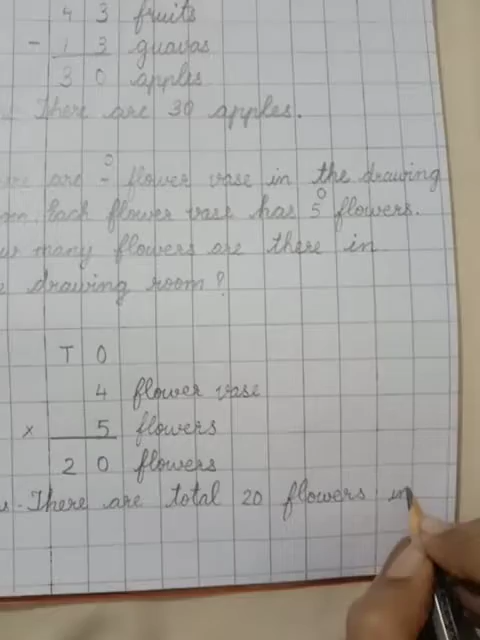 4 3 fruits
- 1 3 guavas
3 0 apples
There are 30 apples.
0
are - flower vase in the drawing
0
Each flower vase has 5 flowers.
many flowers are there in
drawing room?
T O
4 flower vase
x 5 flowers
2 0 flowers
There are total 20 flowers in